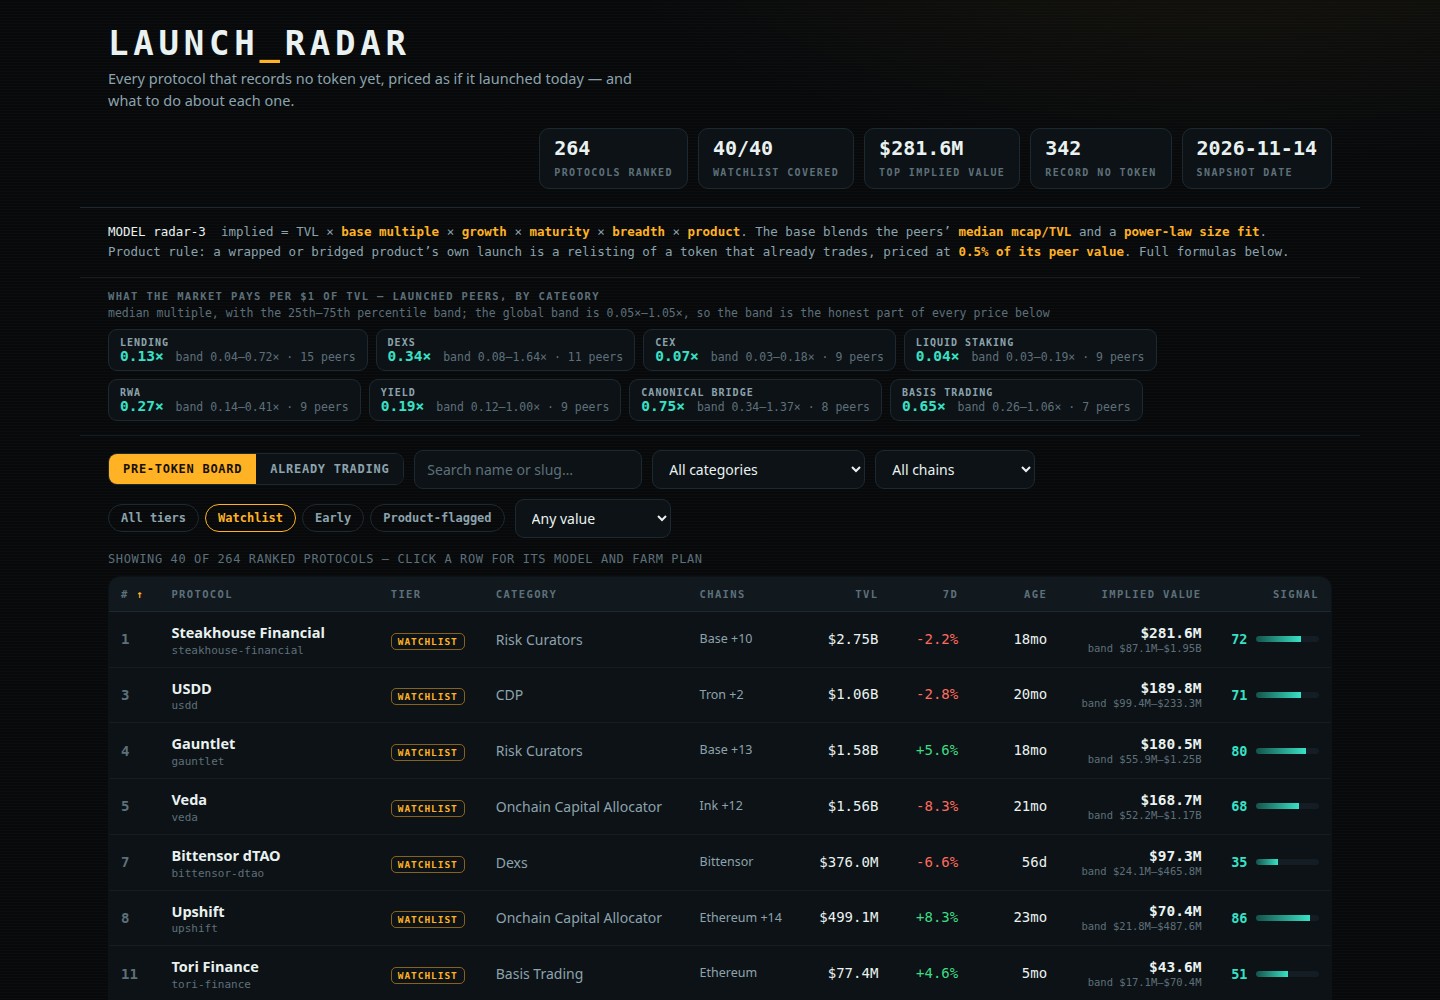 LAUNCH_RADAR
Every protocol that records no token yet, priced as if it launched today — and
what to do about each one.
264 40/40 $281.6M 342 2026-11-14
PROTOCOLS RANKED WATCHLIST COVERED TOP IMPLIED VALUE RECORD NO TOKEN SNAPSHOT DATE
MODEL radar-3 implied = TVL × base multiple × growth × maturity × breadth × product. The base blends the peers’ median mcap/TVL and a power-law size fit.
Product rule: a wrapped or bridged product’s own launch is a relisting of a token that already trades, priced at 0.5% of its peer value. Full formulas below.
WHAT THE MARKET PAYS PER $1 OF TVL — LAUNCHED PEERS, BY CATEGORY
median multiple, with the 25th–75th percentile band; the global band is 0.05×–1.05×, so the band is the honest part of every price below
LENDING DEXS CEX LIQUID STAKING
0.13× band 0.04–0.72× · 15 peers 0.34× band 0.08–1.64× · 11 peers 0.07× band 0.03–0.18× · 9 peers 0.04× band 0.03–0.19× · 9 peers
RWA YIELD CANONICAL BRIDGE BASIS TRADING
0.27× band 0.14–0.41× · 9 peers 0.19× band 0.12–1.00× · 9 peers 0.75× band 0.34–1.37× · 8 peers 0.65× band 0.26–1.06× · 7 peers
PRE-TOKEN BOARD ALREADY TRADING Search name or slug… All categories All chains
All tiers Watchlist Early Product-flagged Any value
SHOWING 40 OF 264 RANKED PROTOCOLS — CLICK A ROW FOR ITS MODEL AND FARM PLAN
# ↑ PROTOCOL TIER CATEGORY CHAINS TVL 7D AGE IMPLIED VALUE SIGNAL
1 Steakhouse Financial WATCHLIST Risk Curators Base +10 $2.75B -2.2% 18mo $281.6M 72
steakhouse-financial band $87.1M–$1.95B
3 USDD WATCHLIST CDP Tron +2 $1.06B -2.8% 20mo $189.8M 71
usdd band $99.4M–$233.3M
4 Gauntlet WATCHLIST Risk Curators Base +13 $1.58B +5.6% 18mo $180.5M 80
gauntlet band $55.9M–$1.25B
5 Veda WATCHLIST Onchain Capital Allocator Ink +12 $1.56B -8.3% 21mo $168.7M 68
veda band $52.2M–$1.17B
7 Bittensor dTAO WATCHLIST Dexs Bittensor $376.0M -6.6% 56d $97.3M 35
bittensor-dtao band $24.1M–$465.8M
8 Upshift WATCHLIST Onchain Capital Allocator Ethereum +14 $499.1M +8.3% 23mo $70.4M 86
upshift band $21.8M–$487.6M
11 Tori Finance WATCHLIST Basis Trading Ethereum $77.4M +4.6% 5mo $43.6M 51
tori-finance band $17.1M–$70.4M